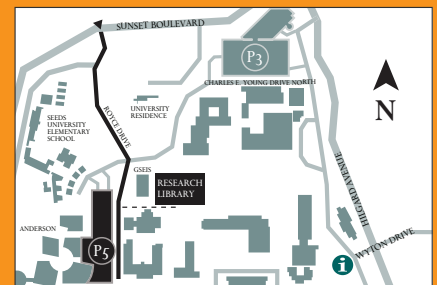 SUNSET BOULEVARD
P3
CHARLES E. YOUNG DRIVE NORTH
N
SEEDS
UNIVERSITY
ELEMENTARY
SCHOOL
ROYCE DRIVE
UNIVERSITY
RESIDENCE
GSEIS
RESEARCH
LIBRARY
HILGARD AVENUE
ANDERSON
P5
WYTON DRIVE
i